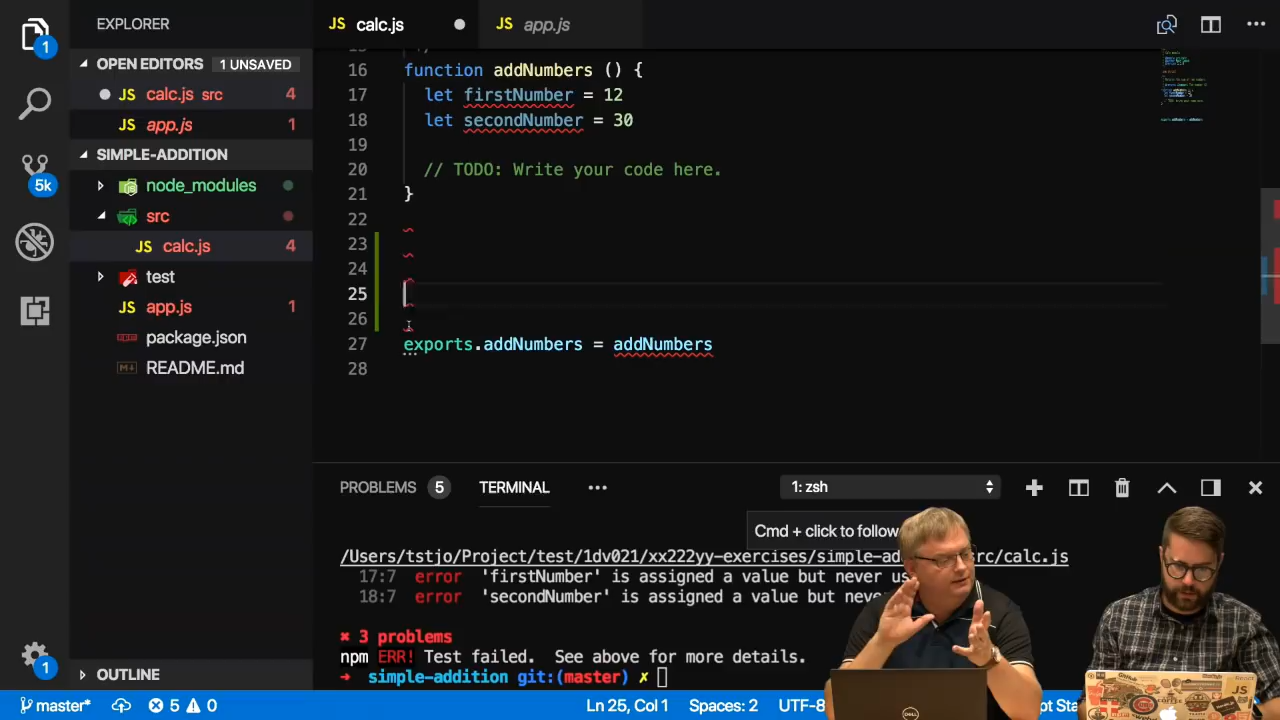 EXPLORER
JS calc.js
JS app.js
1
OPEN EDITORS 1 UNSAVED
JS calc.js src 4
JS app.js 1
SIMPLE-ADDITION
5k
node_modules
src
JS calc.js 4
test
JS app.js 1
package.json
README.md
16 function addNumbers () {
17 let firstNumber = 12
18 let secondNumber = 30
19
20 // TODO: Write your code here.
21 }
22
23
24
25
26
27 exports.addNumbers = addNumbers
28
PROBLEMS 5 TERMINAL ••• 1: zsh
Cmd + click to follow
/Users/tstjo/Project/test/1dv021/xx222yy-exercises/simple-ad rc/calc.js
17:7 error 'firstNumber' is assigned a value but never us
18:7 error 'secondNumber' is assigned a value but neve
✖ 3 problems
npm ERR! Test failed. See above for more details.
➜ simple-addition git:(master) ✗
1
OUTLINE
master* 5 0 Ln 25, Col 1 Spaces: 2 UTF-8 t Sta
DELL
JS